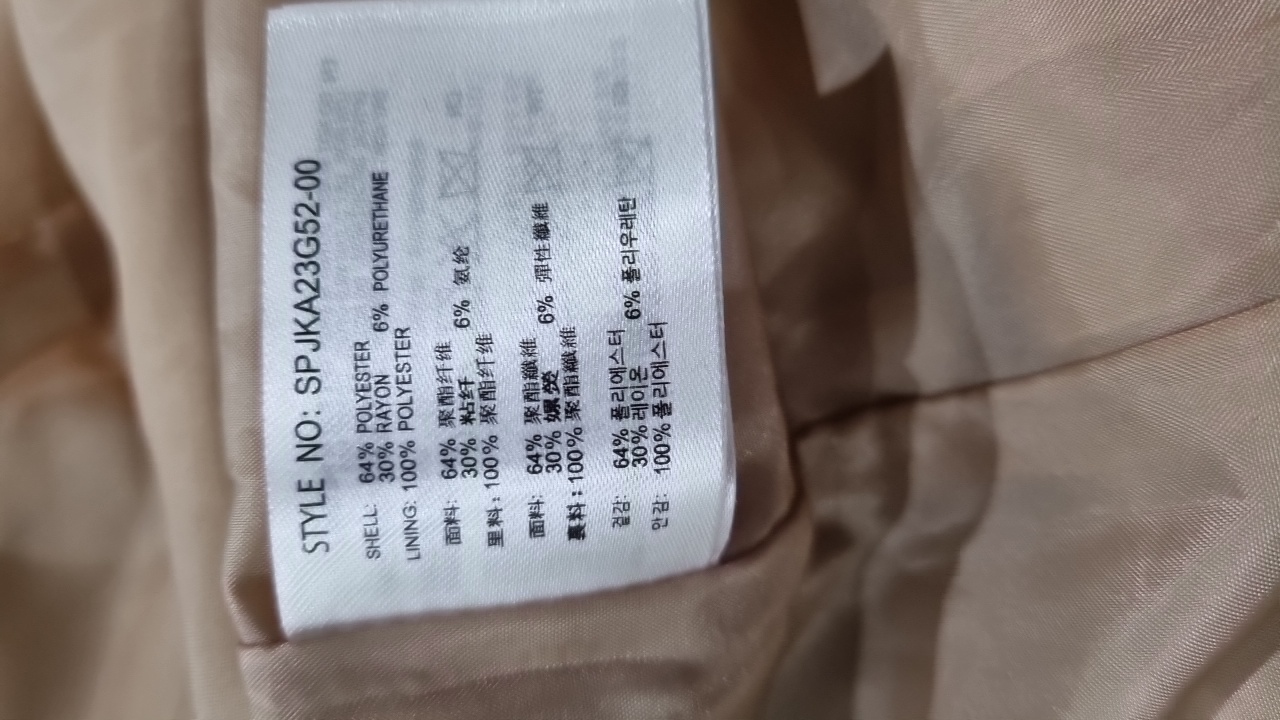 STYLE NO: SPJKA23G52-00
SHELL: 64% POLYESTER
30% RAYON 6% POLYURETHANE
LINING: 100% POLYESTER
面料: 64% 聚酯纤维
30% 粘纤 6% 氨纶
里料: 100% 聚酯纤维
面料: 64% 聚酯纖維
30% 嫘縈 6% 彈性纖維
裏料: 100% 聚酯纖維
겉감: 64% 폴리에스터
30% 레이온 6% 폴리우레탄
안감: 100% 폴리에스터